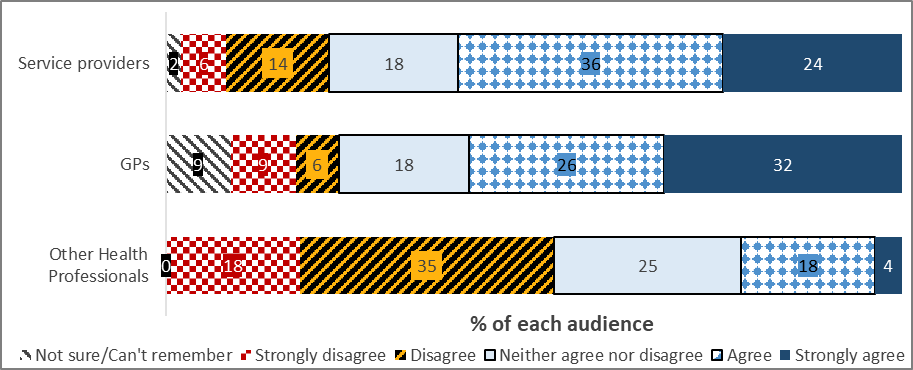 Service providers
2 6 14 18 36 24
GPs
9 9 6 18 26 32
Other Health
Professionals
0 18 35 25 18 4
% of each audience
Not sure/Can't remember Strongly disagree Disagree Neither agree nor disagree Agree Strongly agree